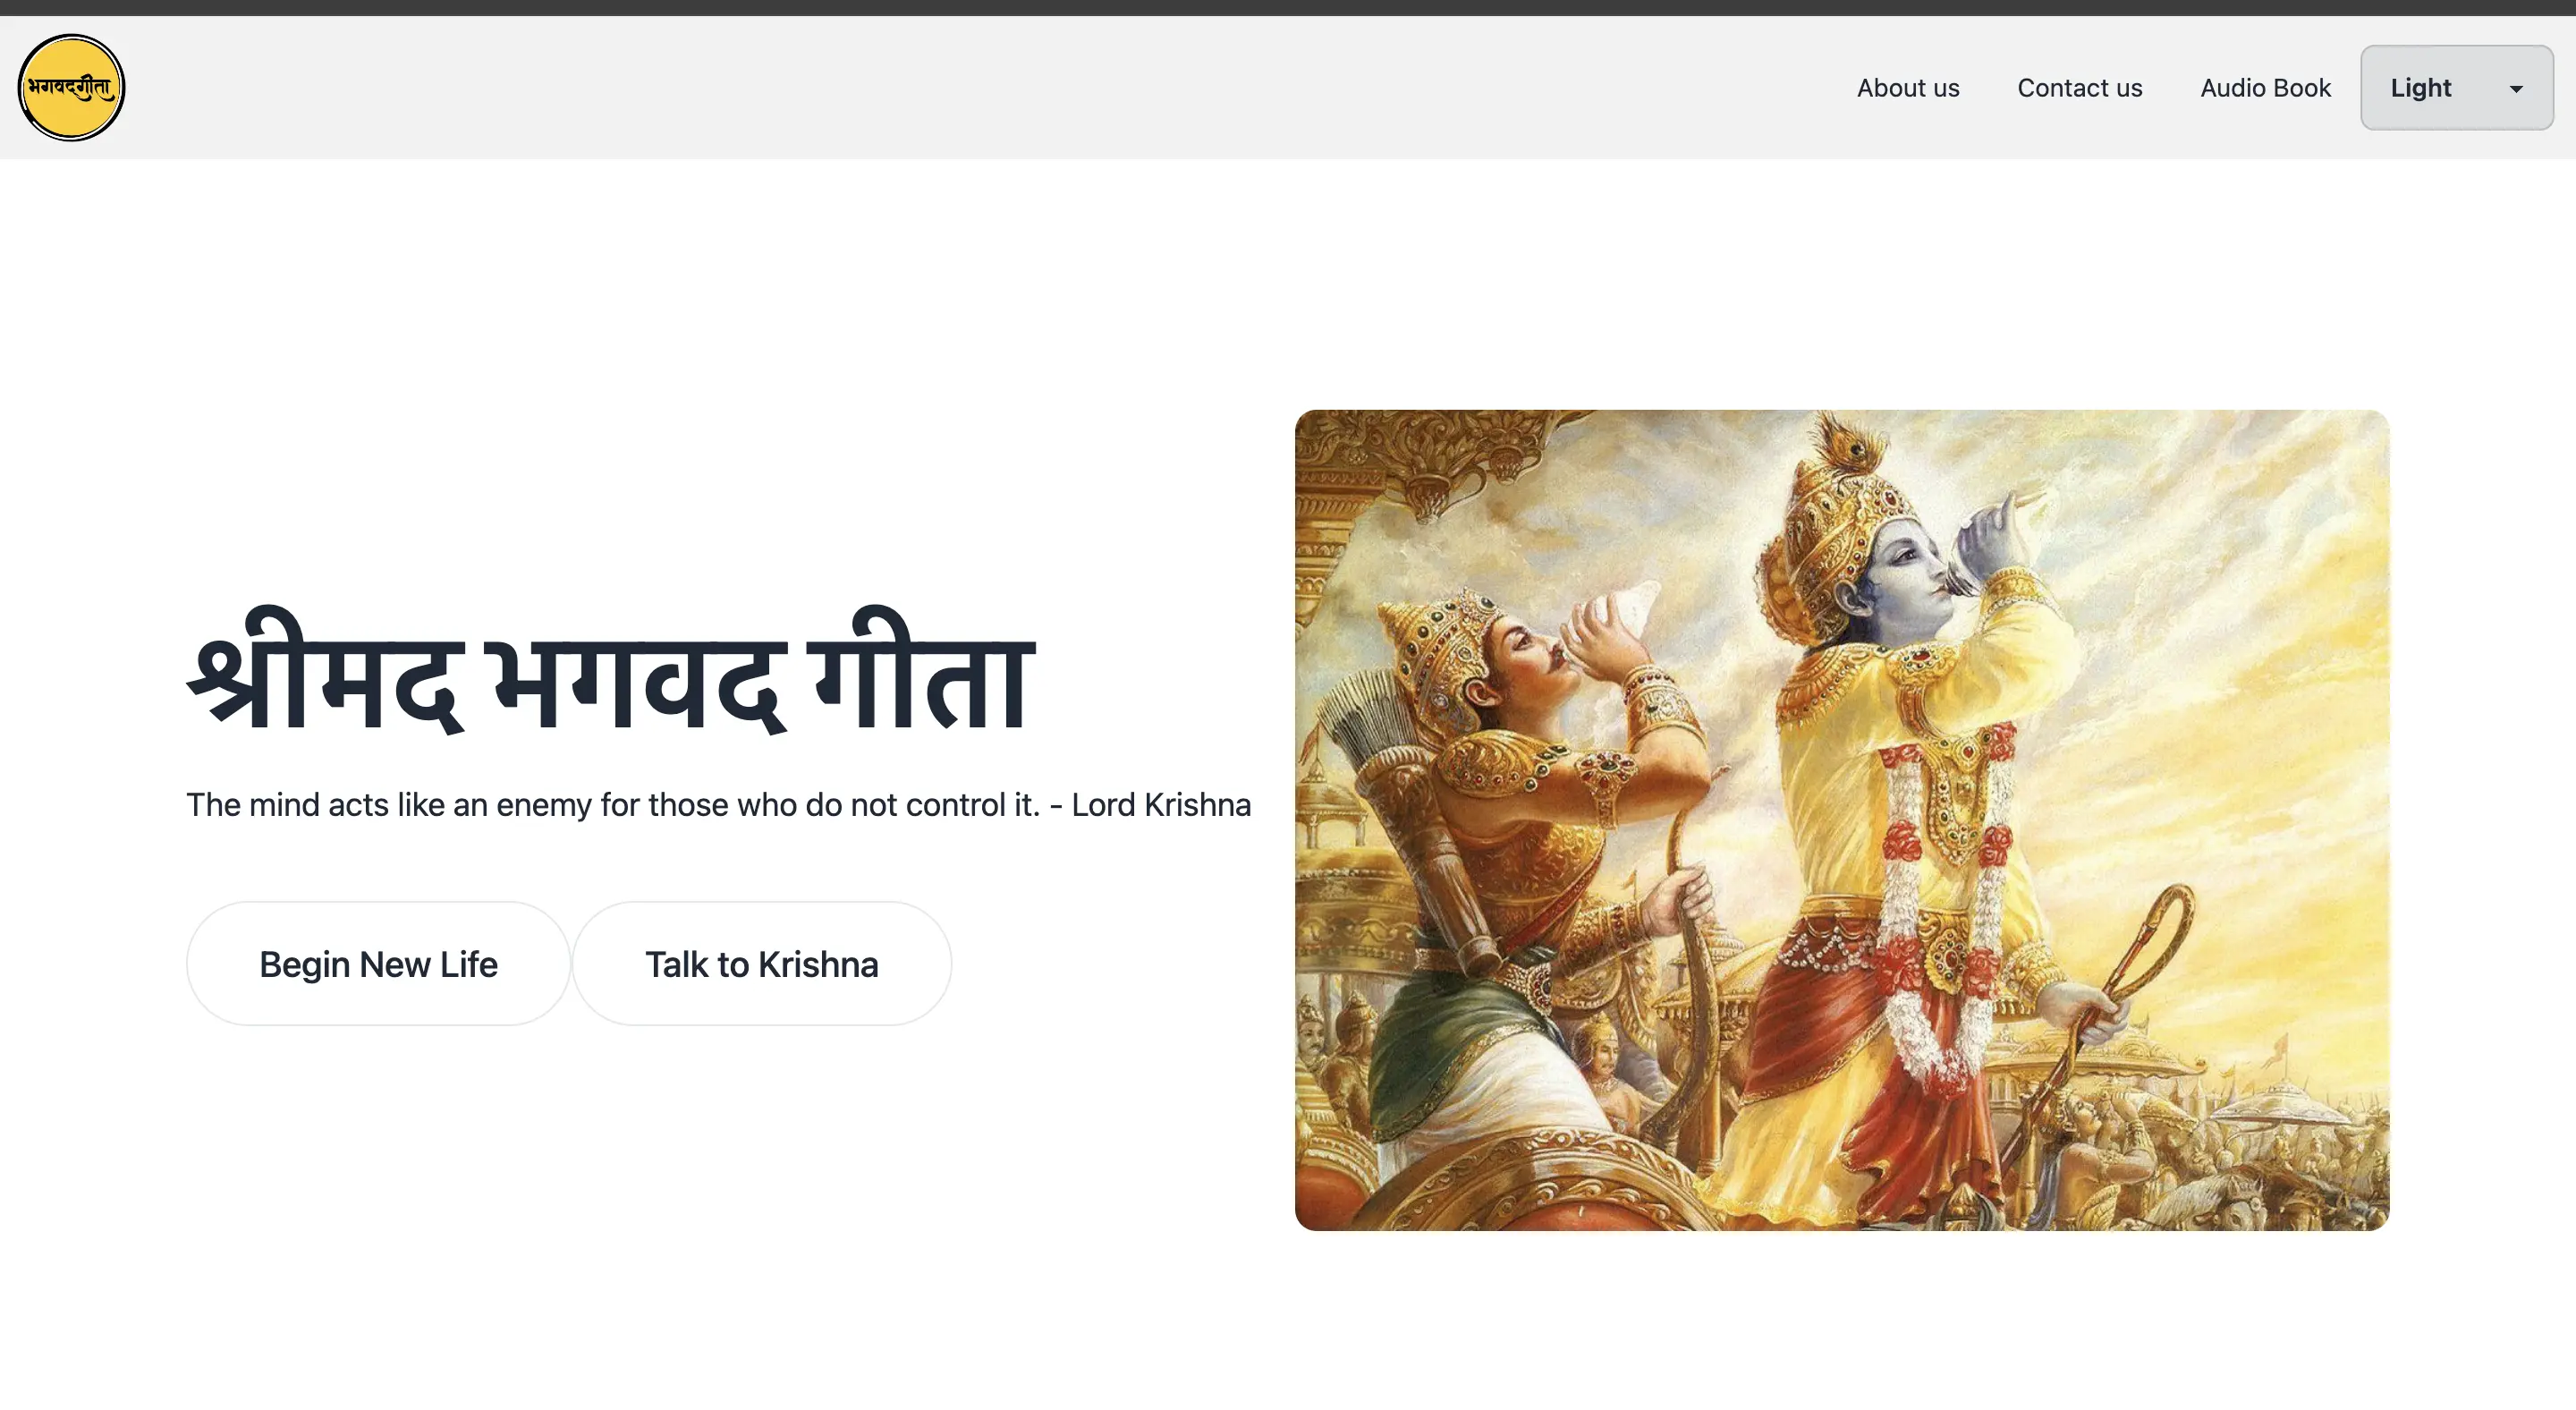 भगवद्गीता
About us
Contact us
Audio Book
Light
श्रीमद भगवद गीता
The mind acts like an enemy for those who do not control it. - Lord Krishna
Begin New Life
Talk to Krishna